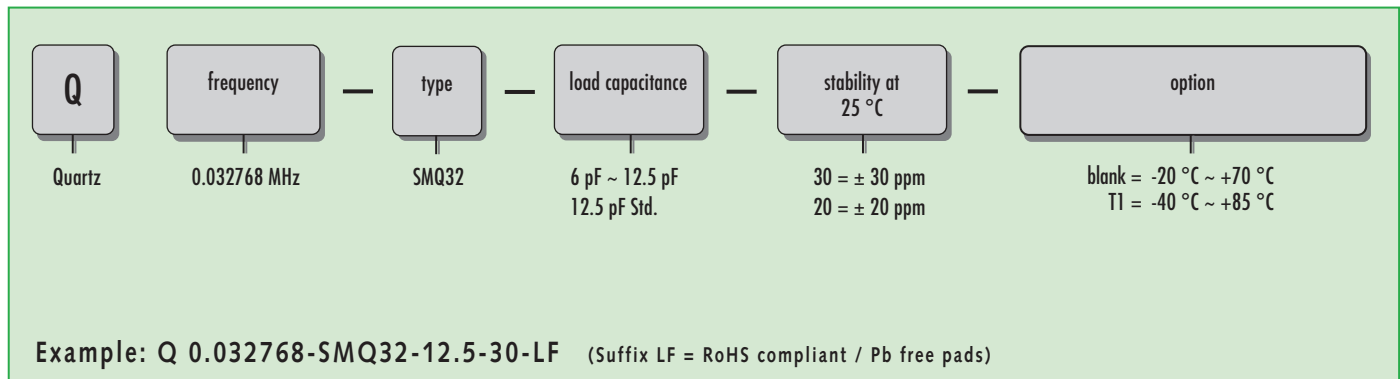 Q
frequency
—
type
—
load capacitance
—
stability at
25 °C
—
option
Quartz
0.032768 MHz
SMQ32
6 pF ~ 12.5 pF
12.5 pF Std.
30 = ± 30 ppm
20 = ± 20 ppm
blank = -20 °C ~ +70 °C
T1 = -40 °C ~ +85 °C
Example: Q 0.032768-SMQ32-12.5-30-LF (Suffix LF = RoHS compliant / Pb free pads)